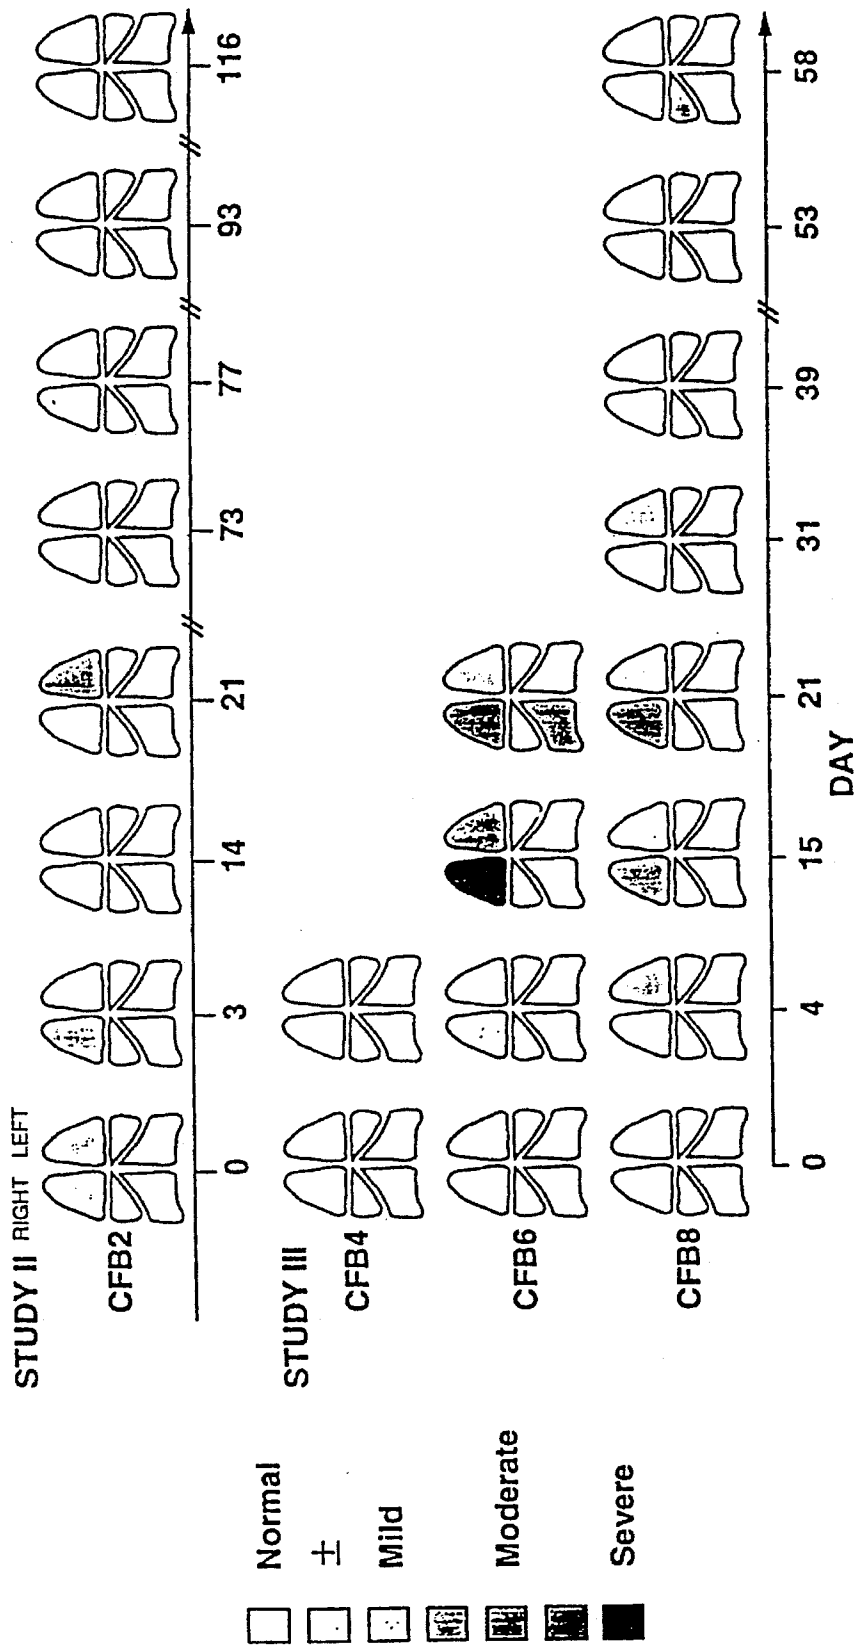 STUDY II RIGHT LEFT
CFB2
0 3 14 21 73 77 93 116
STUDY III
CFB4
CFB6
CFB8
0 4 15 21 31 39 53 58
DAY
Normal
±
Mild
Moderate
Severe